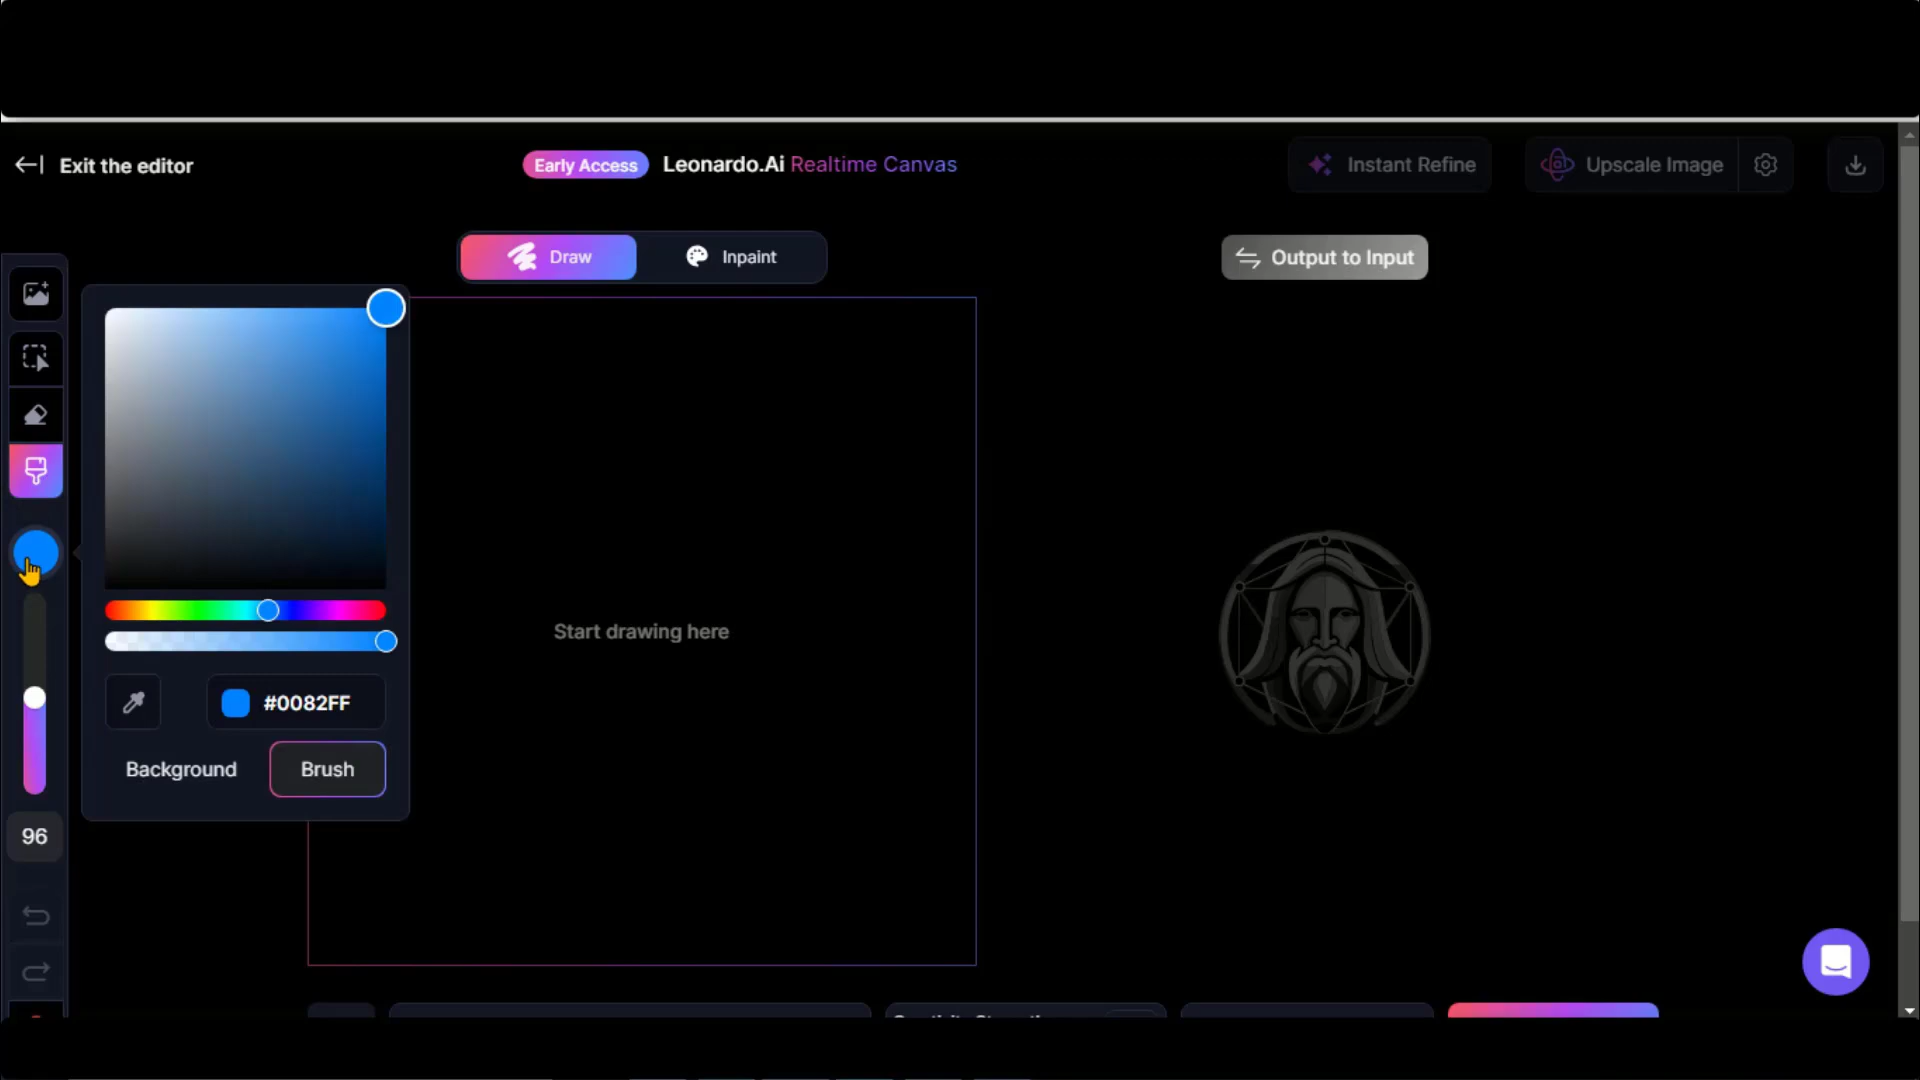 Exit the editor
Early Access Leonardo.Ai Realtime Canvas
Instant Refine
Upscale Image
Draw
Inpaint
Output to Input
Start drawing here
#0082FF
Background
Brush
96